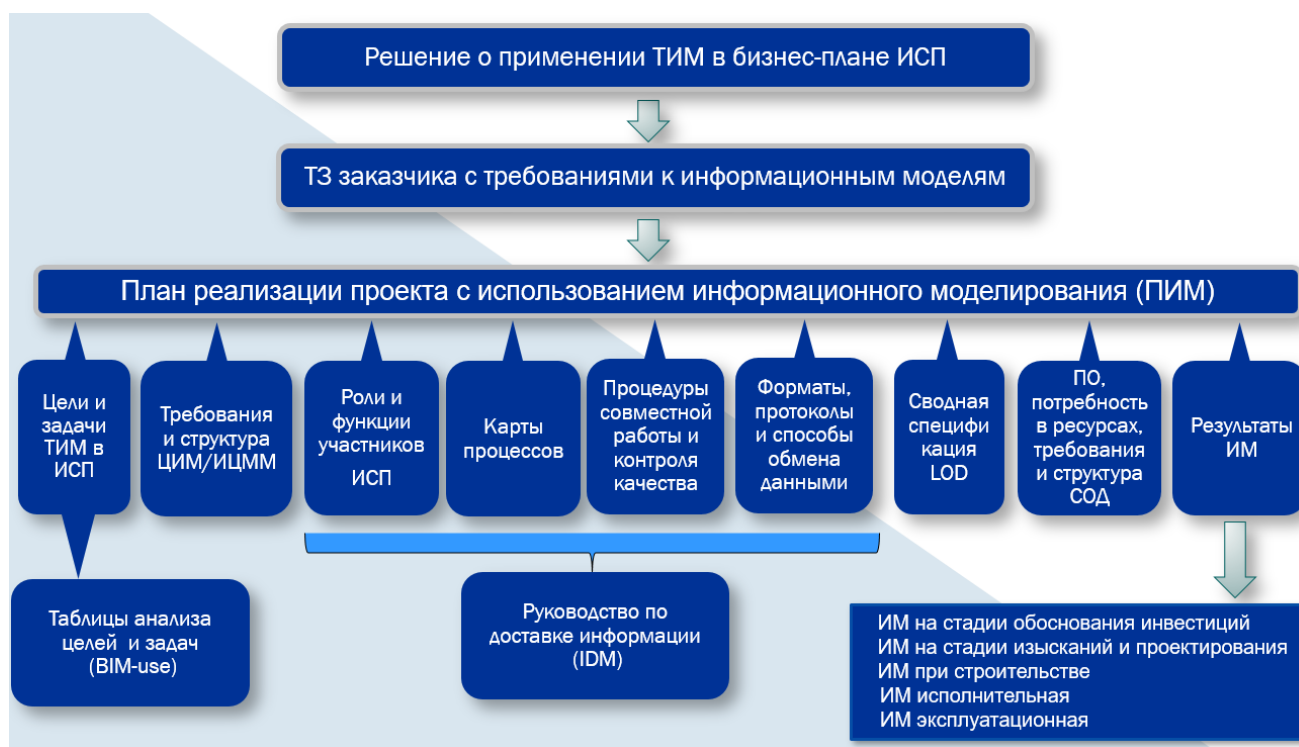 Решение о применении ТИМ в бизнес-плане ИСП
ТЗ заказчика с требованиями к информационным моделям
План реализации проекта с использованием информационного моделирования (ПИМ)
Цели и
задачи
ТИМ в
ИСП
Требования
и структура
ЦИМ/ИЦММ
Роли и
функции
участников
ИСП
Карты
процессов
Процедуры
совместной
работы и
контроля
качества
Форматы,
протоколы
и способы
обмена
данными
Сводная
специфи
кация
LOD
ПО,
потребность
в ресурсах,
требования
и структура
СОД
Результаты
ИМ
Таблицы анализа
целей и задач
(BIM-use)
Руководство по
доставке информации
(IDM)
ИМ на стадии обоснования инвестиций
ИМ на стадии изысканий и проектирования
ИМ при строительстве
ИМ исполнительная
ИМ эксплуатационная